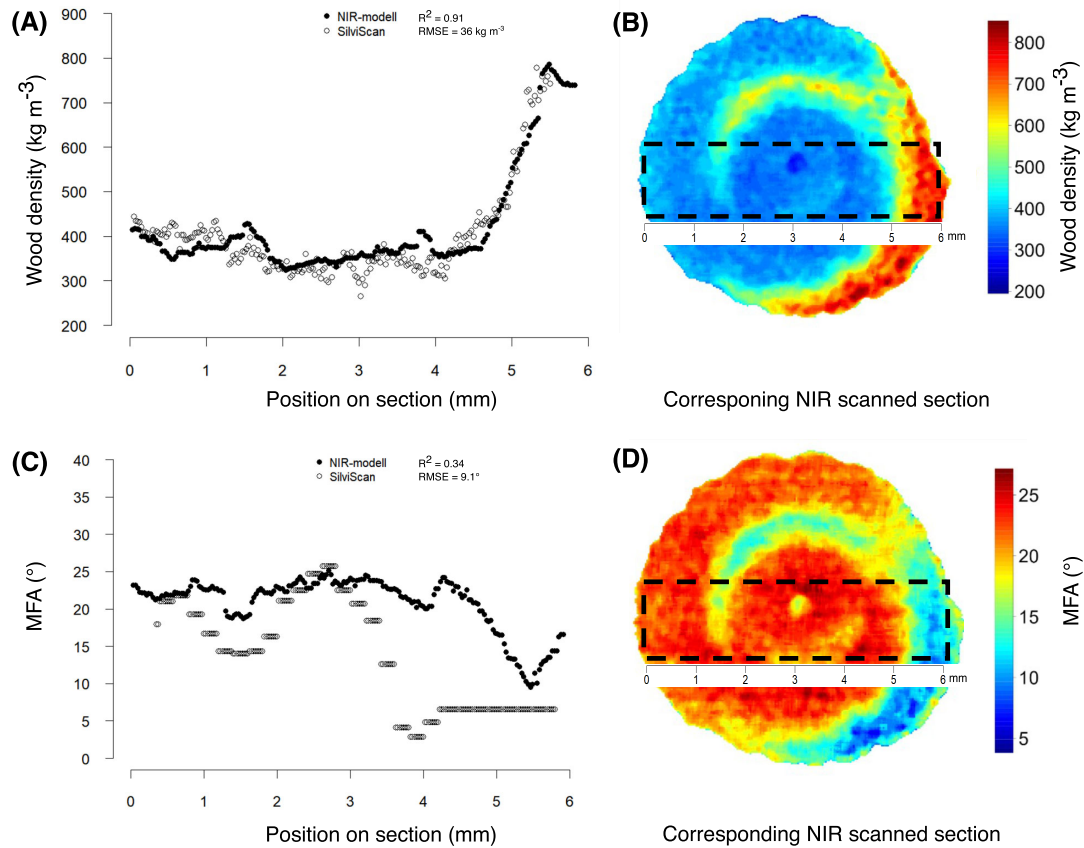 (A)
900
800
700
600
500
400
300
200
Wood density (kg m-3)
NIR-modell R2 = 0.91
SilviScan RMSE = 36 kg m-3
0 1 2 3 4 5 6
Position on section (mm)
(B)
0 1 2 3 4 5 6 mm
800
700
600
500
400
300
200
Wood density (kg m-3)
Corresponing NIR scanned section
(C)
40
35
30
25
20
15
10
5
0
MFA (°)
NIR-modell R2 = 0.34
SilviScan RMSE = 9.1°
0 1 2 3 4 5 6
Position on section (mm)
(D)
0 1 2 3 4 5 6 mm
25
20
15
10
5
MFA (°)
Corresponding NIR scanned section